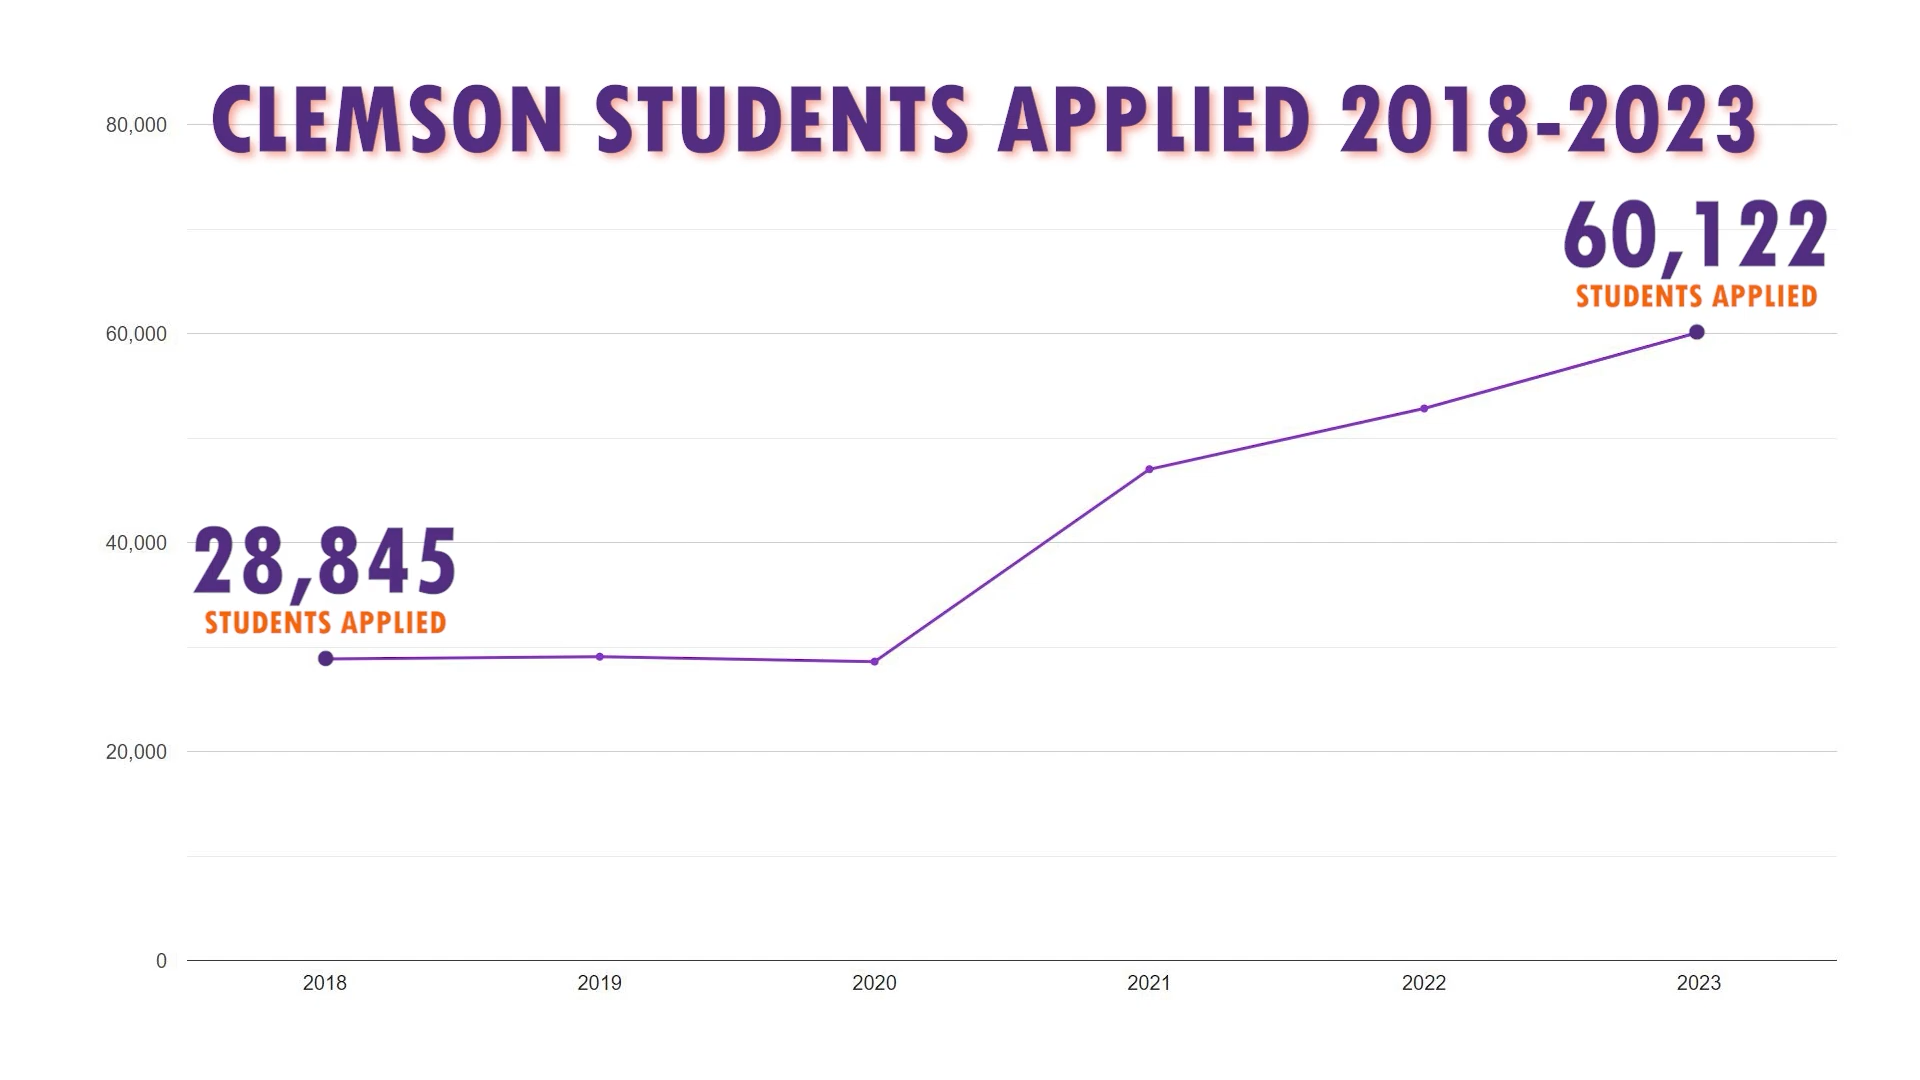 CLEMSON STUDENTS APPLIED 2018-2023
80,000
60,122
STUDENTS APPLIED
60,000
28,845
STUDENTS APPLIED
40,000
20,000
0
2018 2019 2020 2021 2022 2023